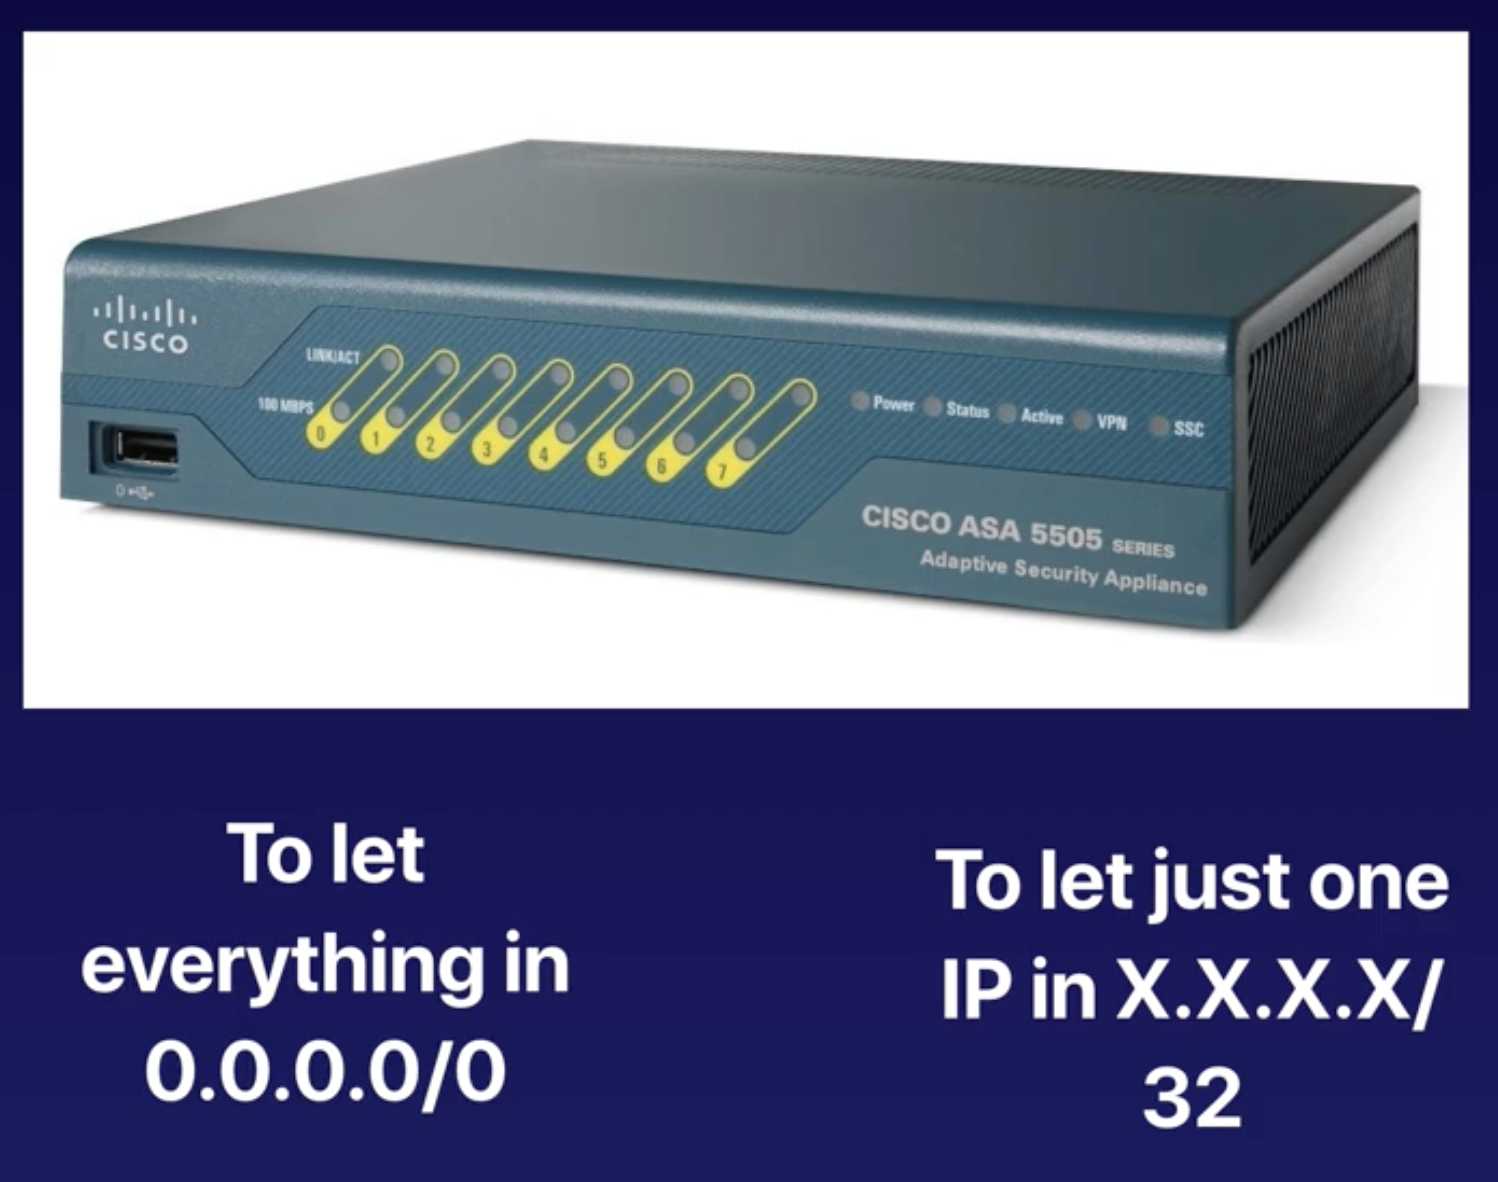 CISCO
LINK/ACT
100 MBPS
0 1 2 3 4 5 6 7
Power Status Active VPN SSC
0
CISCO ASA 5505 SERIES
Adaptive Security Appliance
To let
everything in
0.0.0.0/0
To let just one
IP in X.X.X.X/
32